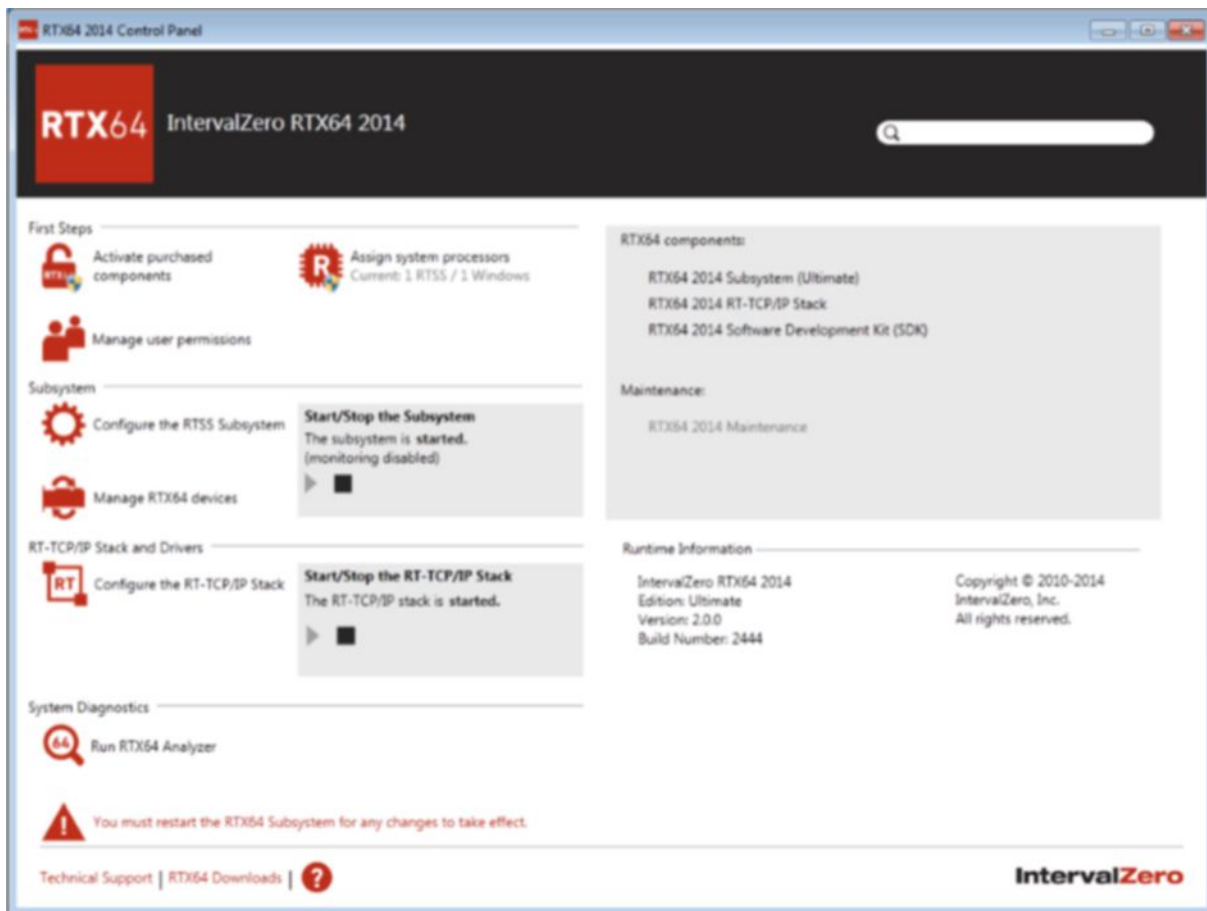 RTX64 2014 Control Panel
RTX64
IntervalZero RTX64 2014
First Steps
Activate purchased
components
Assign system processors
Current: 1 RTSS / 1 Windows
Manage user permissions
Subsystem
Configure the RTSS Subsystem
Start/Stop the Subsystem
The subsystem is started.
(monitoring disabled)
Manage RTX64 devices
RT-TCP/IP Stack and Drivers
RT
Configure the RT-TCP/IP Stack
Start/Stop the RT-TCP/IP Stack
The RT-TCP/IP stack is started.
System Diagnostics
64
Run RTX64 Analyzer
You must restart the RTX64 Subsystem for any changes to take effect.
Technical Support | RTX64 Downloads |
RTX64 components:
RTX64 2014 Subsystem (Ultimate)
RTX64 2014 RT-TCP/IP Stack
RTX64 2014 Software Development Kit (SDK)
Maintenance:
RTX64 2014 Maintenance
Runtime Information
IntervalZero RTX64 2014
Edition: Ultimate
Version: 2.0.0
Build Number: 2444
Copyright © 2010-2014
IntervalZero, Inc.
All rights reserved.
IntervalZero